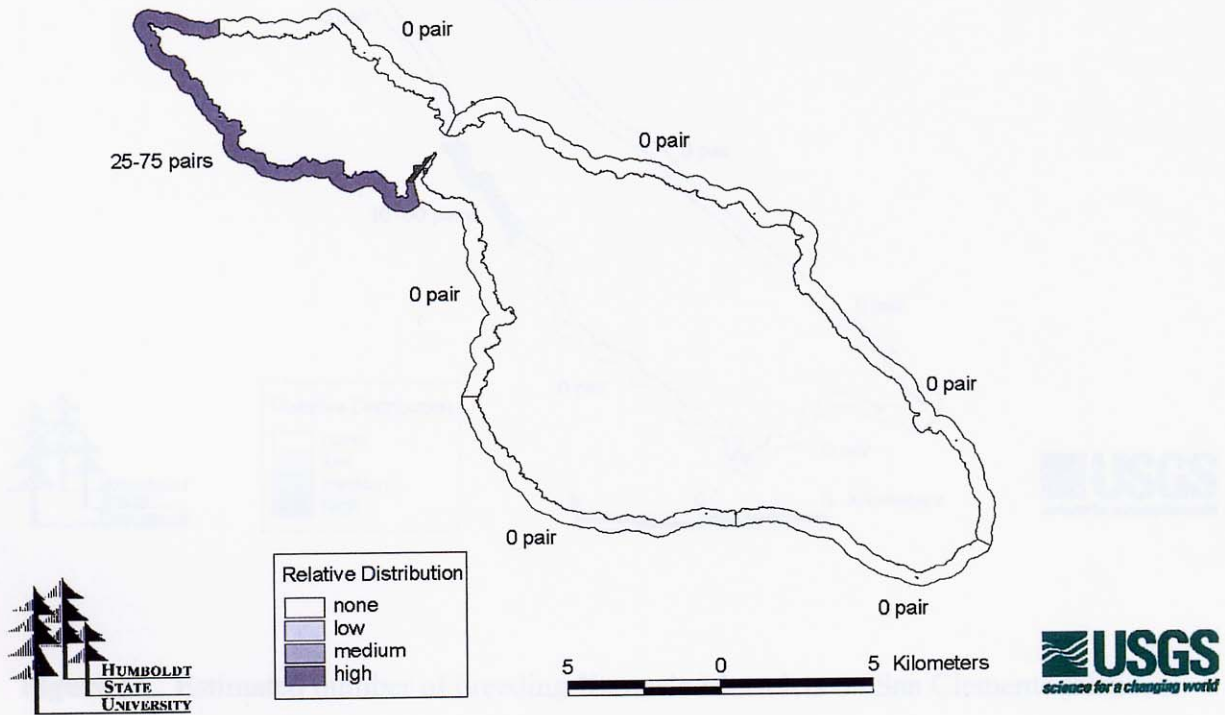 0 pair
0 pair
25-75 pairs
0 pair
0 pair
0 pair
0 pair
Relative Distribution
none
low
medium
high
5 0 5 Kilometers
HUMBOLDT
STATE
UNIVERSITY
USGS
science for a changing world